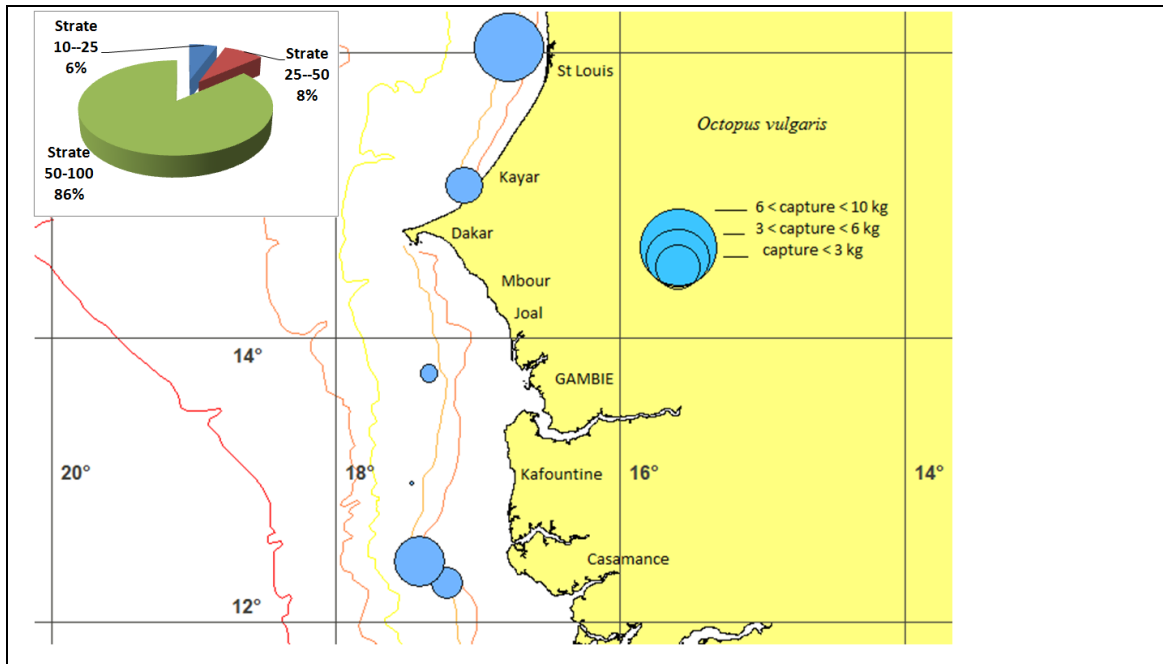 Strate
10--25
6%
Strate
25--50
8%
Strate
50-100
86%
St Louis
Octopus vulgaris
Kayar
6 < capture < 10 kg
3 < capture < 6 kg
capture < 3 kg
Dakar
Mbour
Joal
14°
GAMBIE
20°
18°
Kafountine
16°
14°
Casamance
12°